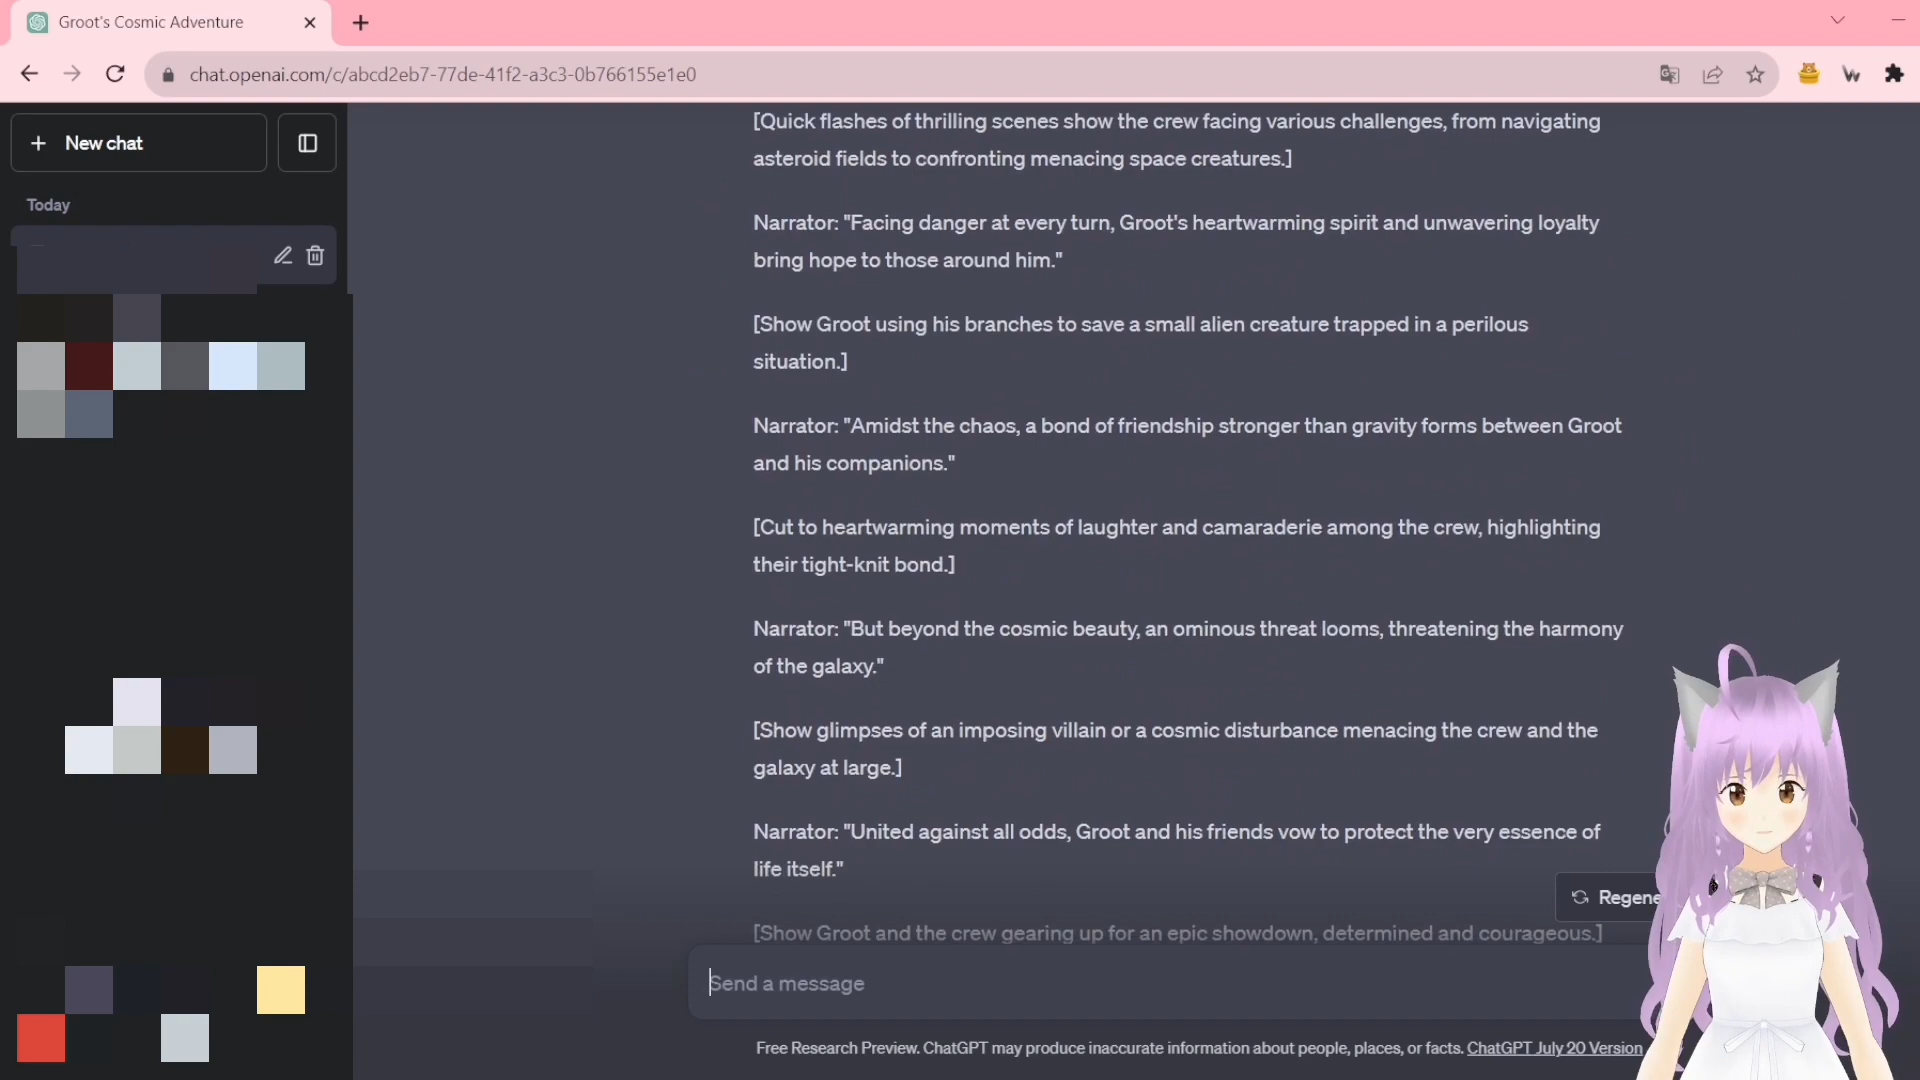 Groot's Cosmic Adventure
chat.openai.com/c/abcd2eb7-77de-41f2-a3c3-0b766155e1e0
New chat
Today
[Quick flashes of thrilling scenes show the crew facing various challenges, from navigating
asteroid fields to confronting menacing space creatures.]
Narrator: "Facing danger at every turn, Groot's heartwarming spirit and unwavering loyalty
bring hope to those around him."
[Show Groot using his branches to save a small alien creature trapped in a perilous
situation.]
Narrator: "Amidst the chaos, a bond of friendship stronger than gravity forms between Groot
and his companions."
[Cut to heartwarming moments of laughter and camaraderie among the crew, highlighting
their tight-knit bond.]
Narrator: "But beyond the cosmic beauty, an ominous threat looms, threatening the harmony
of the galaxy."
[Show glimpses of an imposing villain or a cosmic disturbance menacing the crew and the
galaxy at large.]
Narrator: "United against all odds, Groot and his friends vow to protect the very essence of
life itself."
Regene
[Show Groot and the crew gearing up for an epic showdown, determined and courageous.]
Send a message
Free Research Preview. ChatGPT may produce inaccurate information about people, places, or facts. ChatGPT July 20 Version